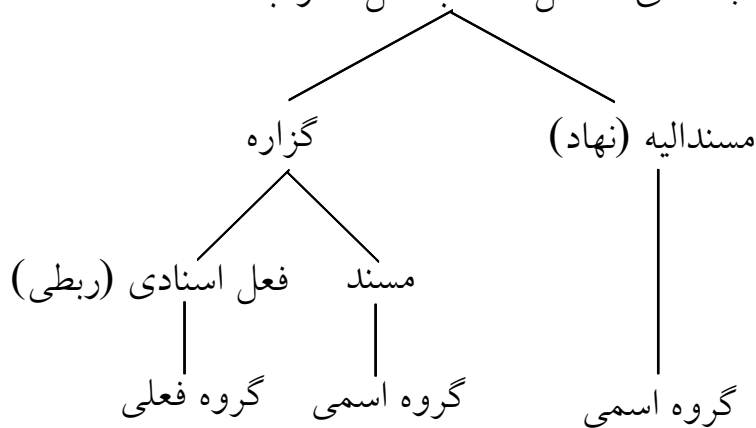 مسندالیه (نهاد) گزاره
مسند فعل اسنادی (ربطی)
گروه اسمی گروه اسمی گروه فعلی